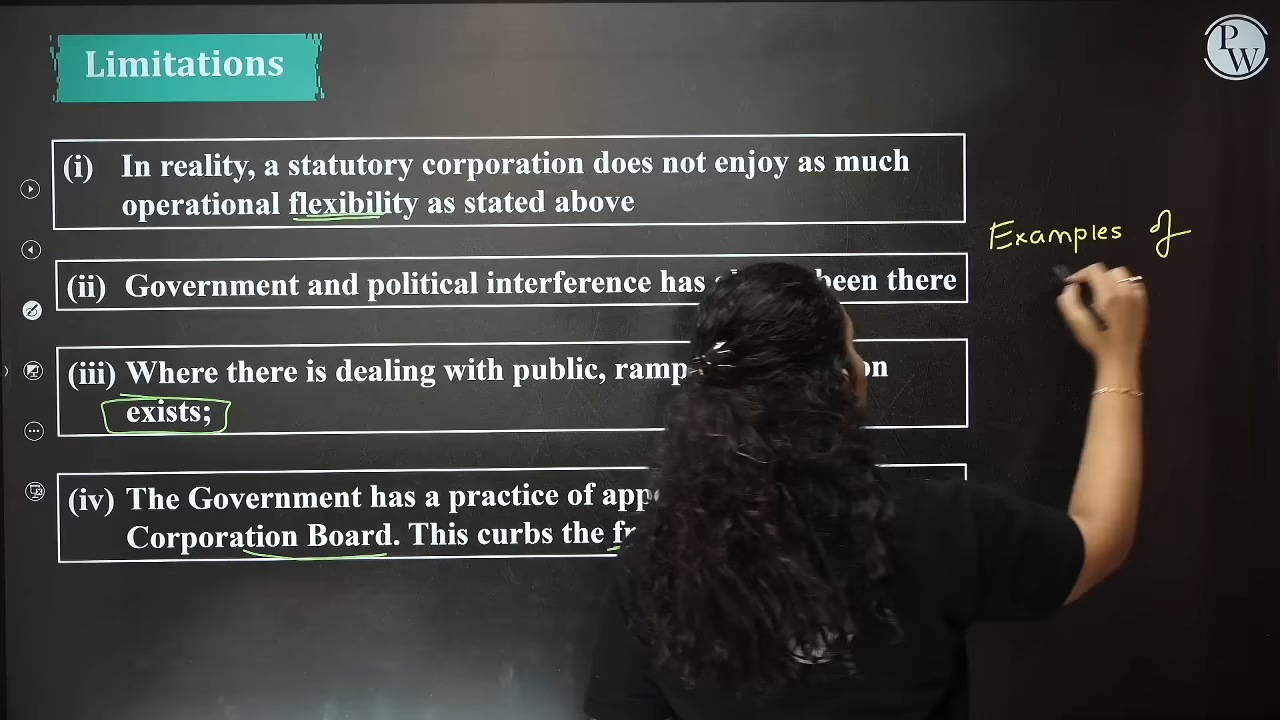 Limitations
PW
(i) In reality, a statutory corporation does not enjoy as much
operational flexibility as stated above
Examples of
(ii) Government and political interference has been there
(iii) Where there is dealing with public,
exists;
(iv) The Government has a practice of
Corporation Board. This curbs the